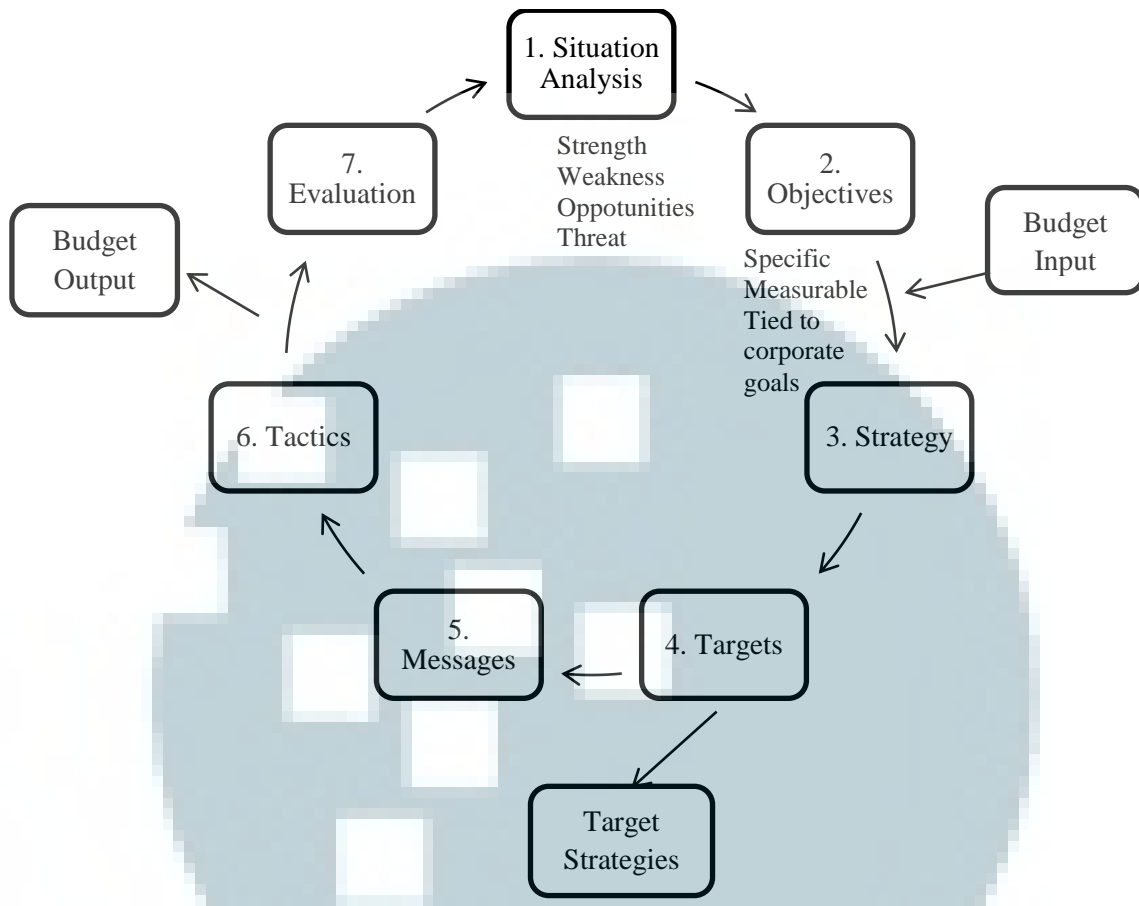 1. Situation
Analysis
Strength
Weakness
Oppotunities
Threat
2.
Objectives
Specific
Measurable
Tied to
corporate
goals
Budget
Input
3. Strategy
4. Targets
Target
Strategies
5.
Messages
6. Tactics
Budget
Output
7.
Evaluation